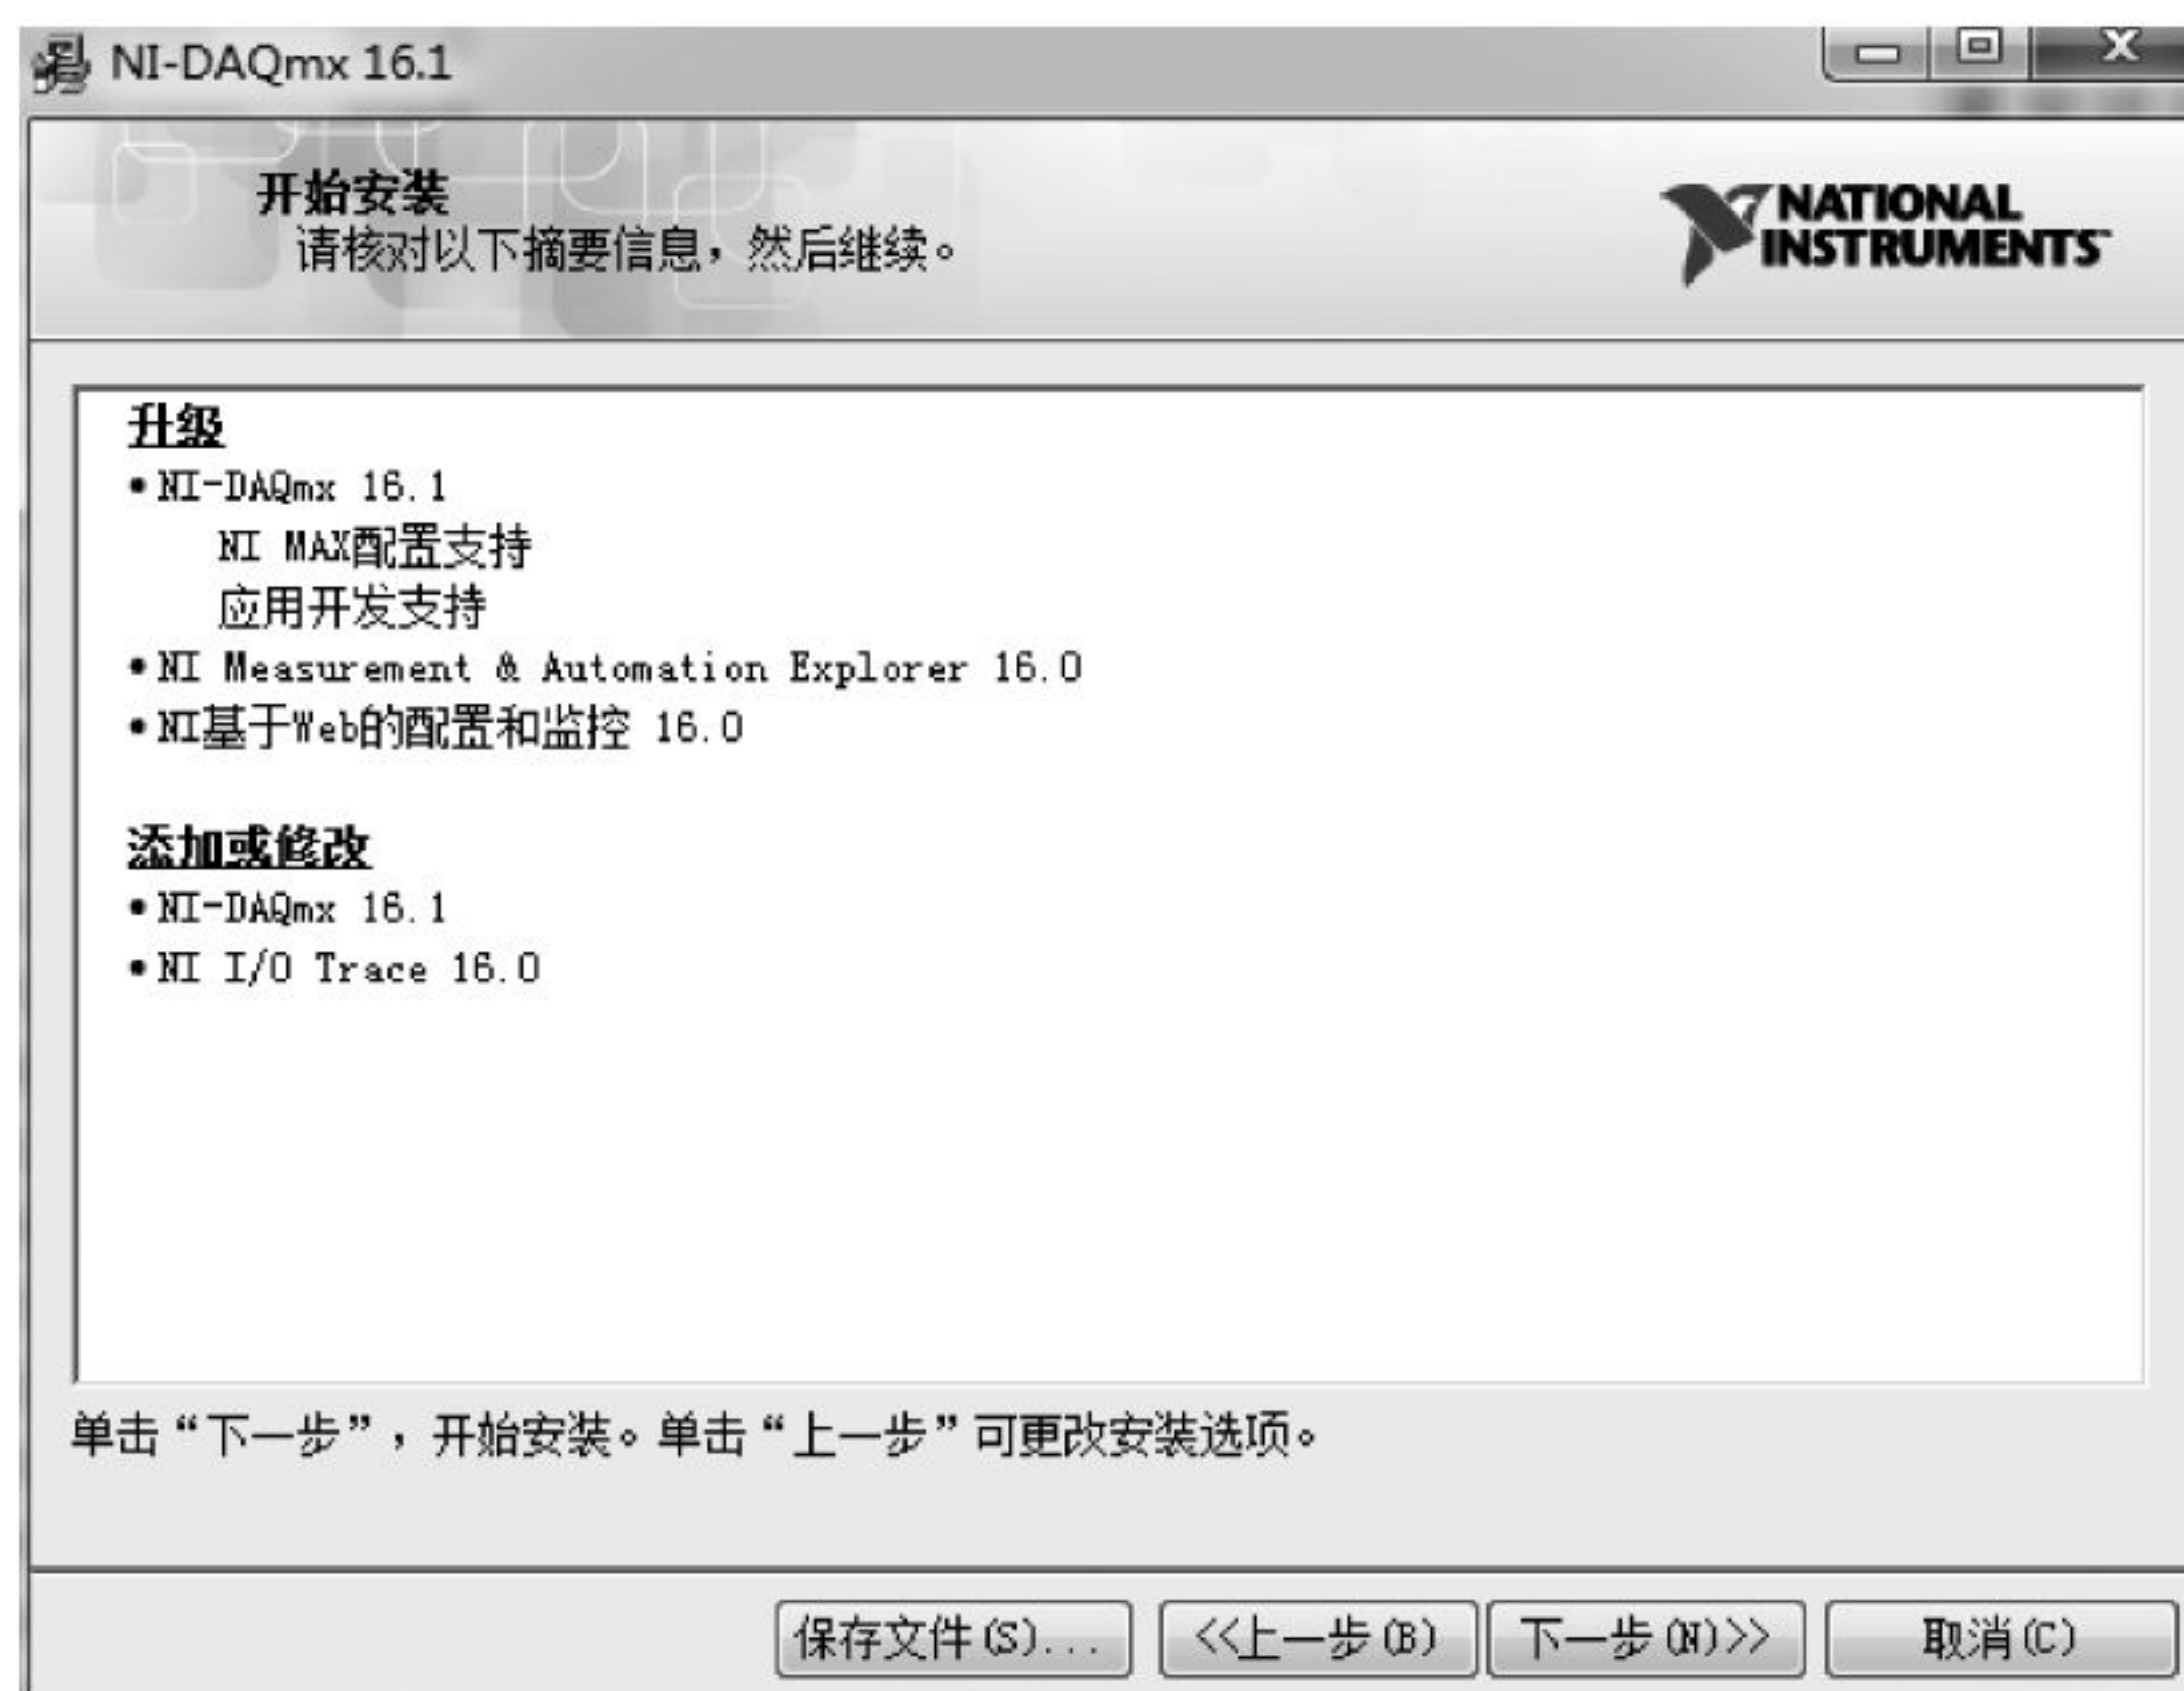 NI-DAQmx 16.1
开始安装
请核对以下摘要信息，然后继续。
NATIONAL
INSTRUMENTS™
升级
•NI-DAQmx 16.1
NI MAX配置支持
应用开发支持
•NI Measurement & Automation Explorer 16.0
•NI基于Web的配置和监控 16.0
添加或修改
•NI-DAQmx 16.1
•NI I/O Trace 16.0
单击“下一步”，开始安装。单击“上一步”可更改安装选项。
保存文件(S)... <<上一步(B) 下一步(N)>> 取消(C)